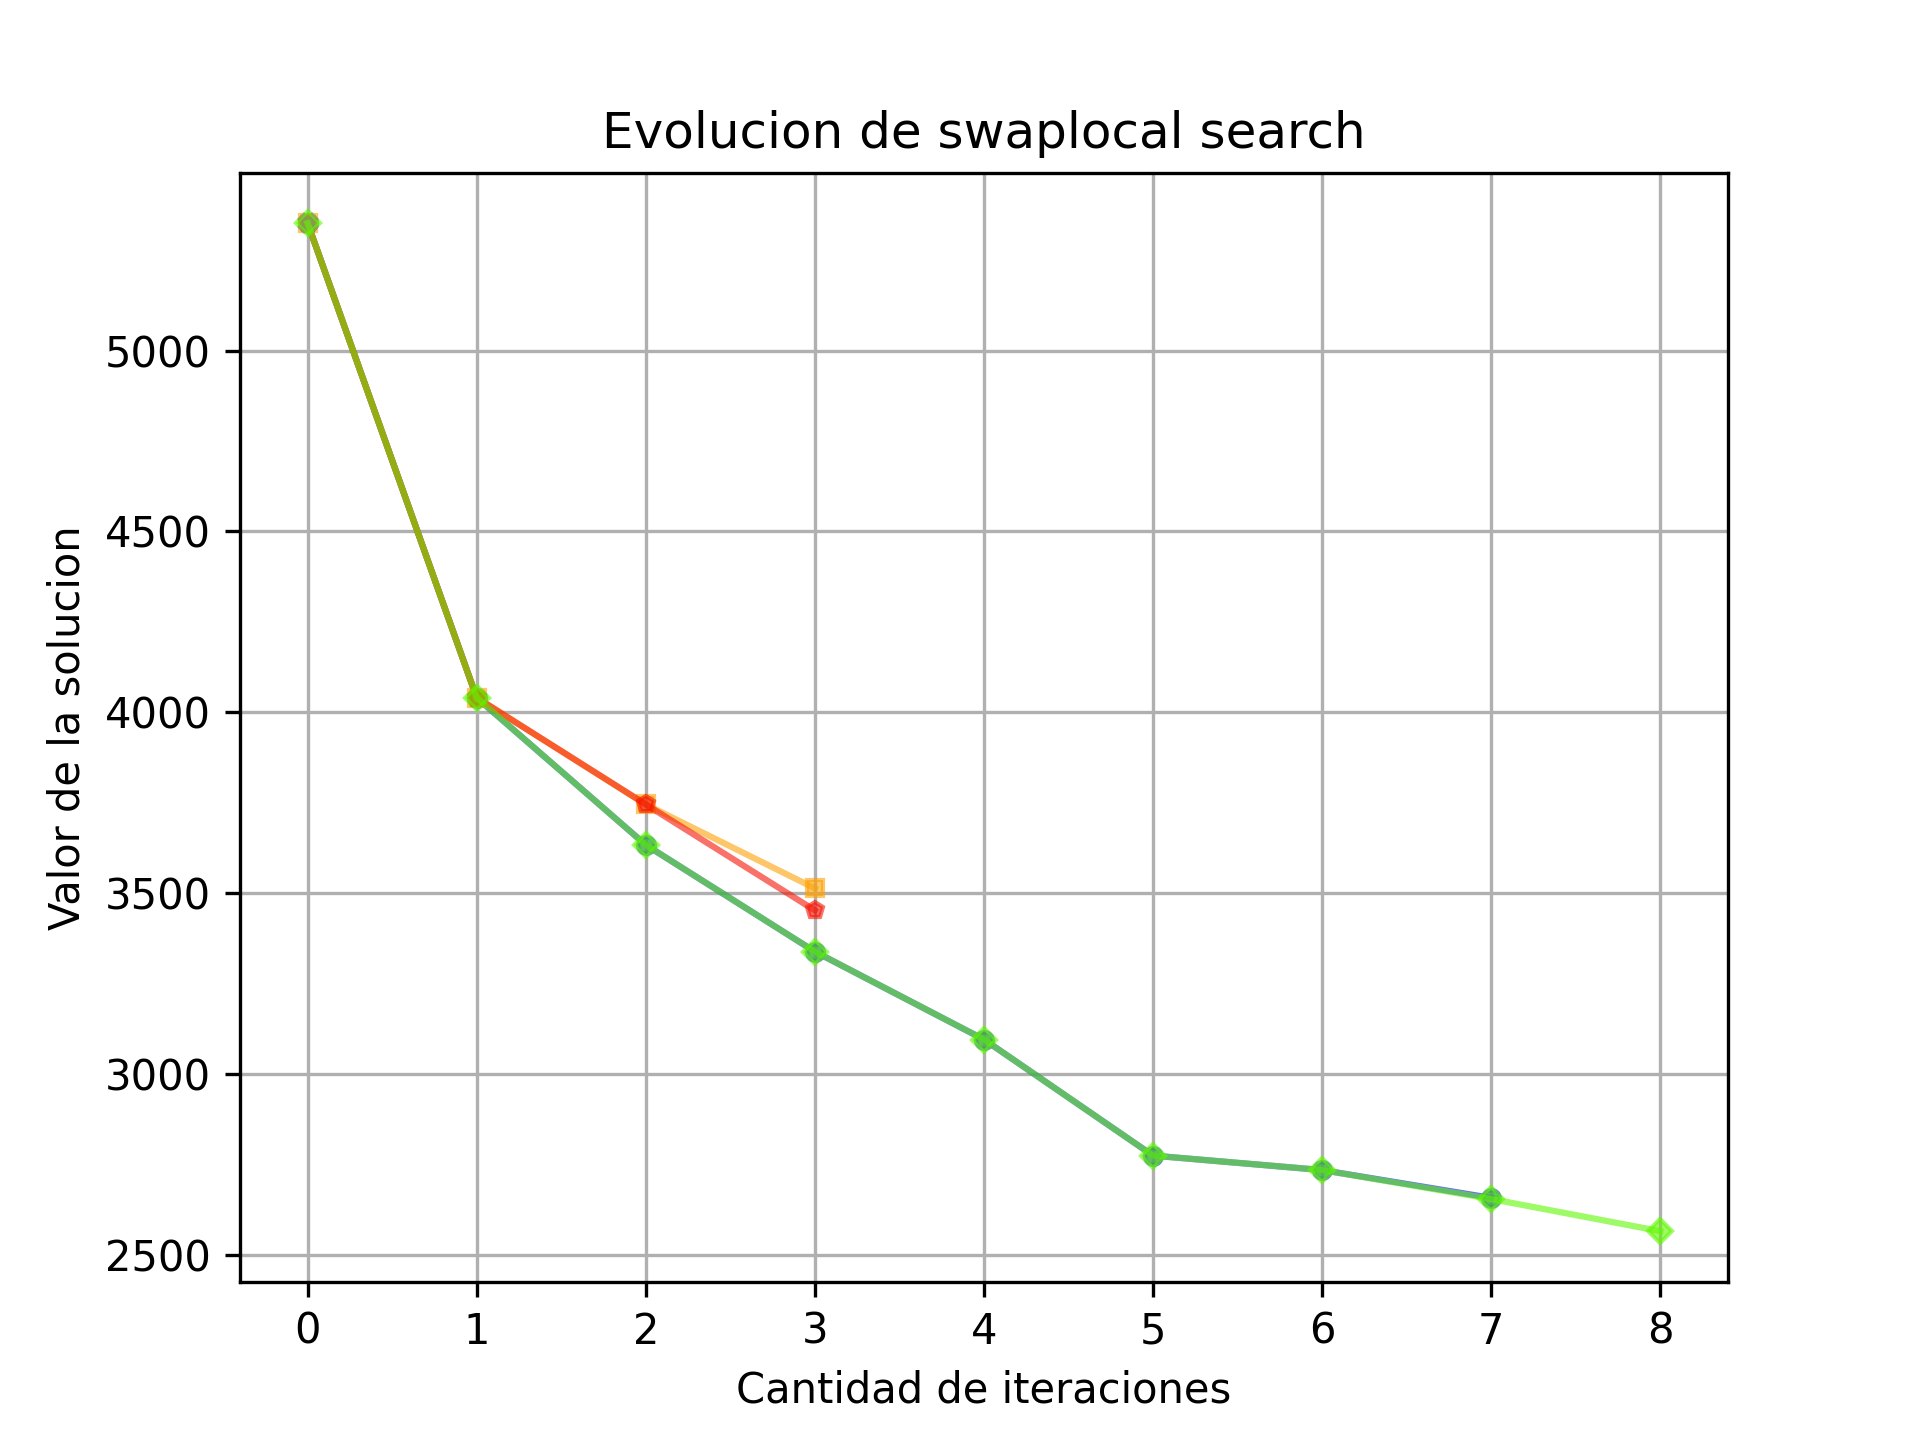 Evolucion de swaplocal search
Valor de la solucion
5000
4500
4000
3500
3000
2500
0 1 2 3 4 5 6 7 8
Cantidad de iteraciones